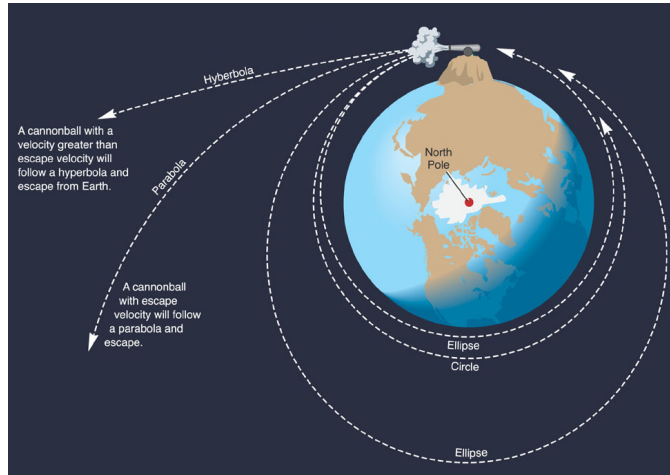 Hyberbola
A cannonball with a
velocity greater than
escape velocity will
follow a hyperbola and
escape from Earth.
Parabola
North
Pole
A cannonball
with escape
velocity will follow
a parabola and
escape.
Ellipse
Circle
Ellipse